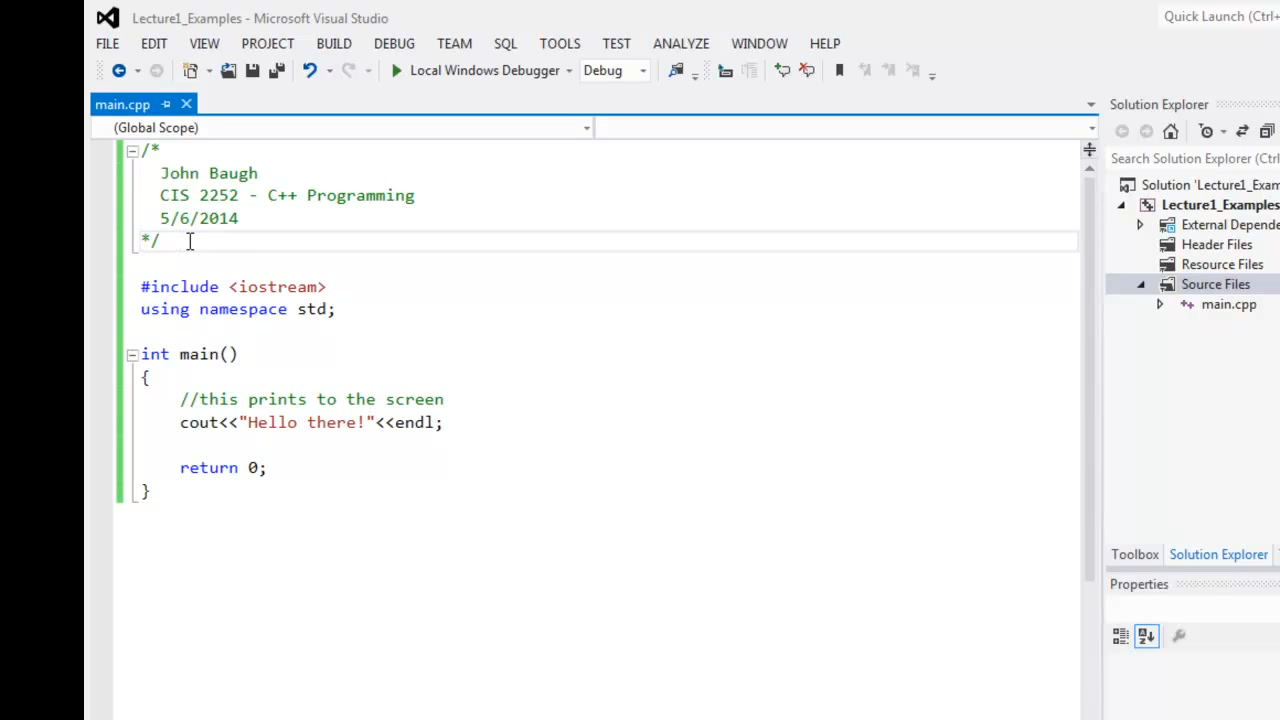 Lecture1_Examples - Microsoft Visual Studio
Quick Launch (Ctrl+
FILE EDIT VIEW PROJECT BUILD DEBUG TEAM SQL TOOLS TEST ANALYZE WINDOW HELP
Local Windows Debugger Debug
main.cpp
Solution Explorer
(Global Scope)
/*
John Baugh
CIS 2252 - C++ Programming
5/6/2014
*/
#include <iostream>
using namespace std;
int main()
{
//this prints to the screen
cout<<"Hello there!"<<endl;
return 0;
}
Search Solution Explorer (Ctrl
Solution 'Lecture1_Exam
Lecture1_Examples
External Depende
Header Files
Resource Files
Source Files
main.cpp
Toolbox Solution Explorer
Properties